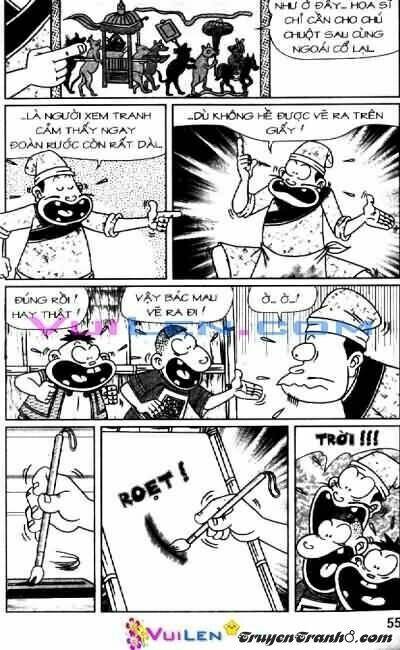 NHƯ Ở ĐÂY... HỌA SĨ
CHỈ CẦN CHO CHÚ
CHUỘT SAU CÙNG
NGOÁI CỔ LẠI...
...LÀ NGƯỜI XEM TRANH
CẢM THẤY NGAY
ĐOÀN RƯỚC CÒN RẤT DÀI...
...DÙ KHÔNG HỀ ĐƯỢC VẼ RA TRÊN
GIẤY!
ĐÚNG RỒI!
HAY THẬT!
VẬY BÁC MAU
VẼ RA ĐI!
Ờ... Ờ...!
VUILEN.COM
ROẸT!
TRỜI!!!
55
VUILEN
TruyenTranh8.com